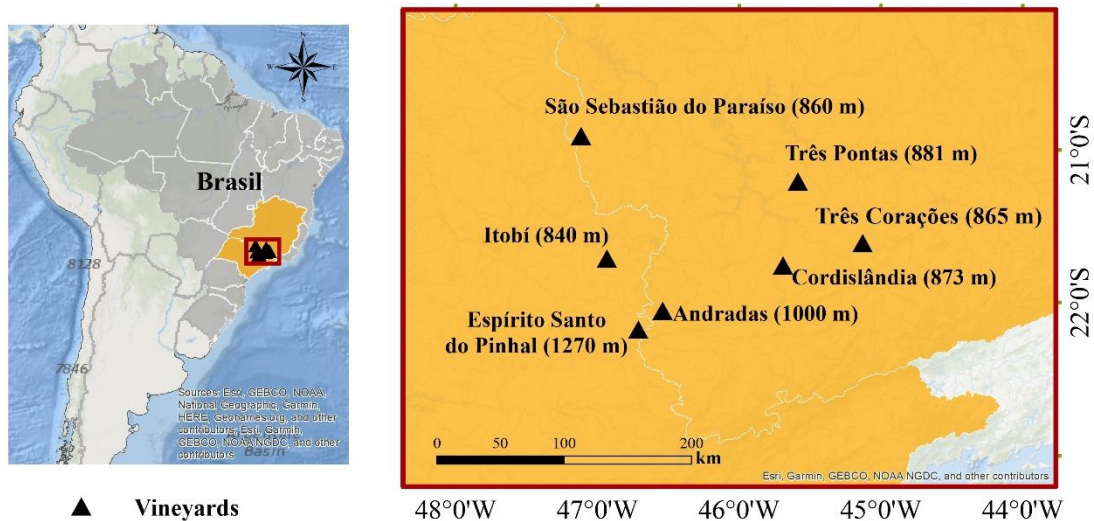 N
W
E
S
Brasil
8128
7846
Sources: Esri, GEBCO, NOAA,
National Geographic, Garmin,
HERE, Geonames.org, and other
contributors; Esri, Garmin,
GEBCO, NOAA NGDC, and other
contributors
Basin
▲ Vineyards
São Sebastião do Paraíso (860 m)
Três Pontas (881 m)
Três Corações (865 m)
Itobí (840 m)
Cordislândia (873 m)
Andradas (1000 m)
Espírito Santo
do Pinhal (1270 m)
0 100 200
km
Esri, Garmin, GEBCO, NOAA NGDC, and other contributors
21°0'S
22°0'S
48°0'W 47°0'W 46°0'W 45°0'W 44°0'W